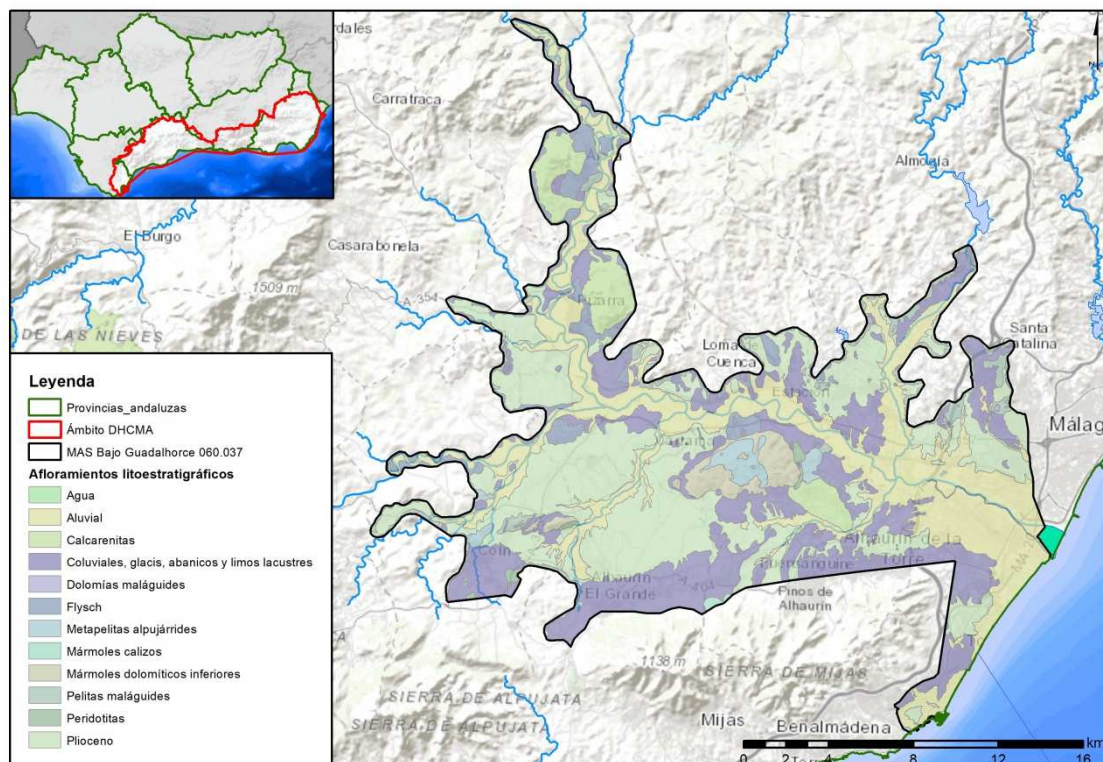 Carratraca
Almogía
El Burgo
Casarabonela
A-354
1509 m
DE LAS NIEVES
Pizarra
Santa
Catalina
Loma de
Cuenca
Estación
Málag
Leyenda
Provincias_andaluzas
Ámbito DHCMA
MAS Bajo Guadalhorce 060.037
Afloramientos litoestratigráficos
Agua
Aluvial
Calcarenitas
Coluviales, glacis, abanicos y limos lacustres
Dolomías maláguides
Flysch
Metapelitas alpujárrides
Mármoles calizos
Mármoles dolomíticos inferiores
Pelitas maláguides
Peridotitas
Plioceno
Coín
Alhaurín
El Grande
A-404
Alhaurín de la
Torre
Pinos de
Alhaurín
1138 m
SIERRA DE MIJAS
SIERRA DE ALPUJATA
SIERRA DE ALPUJATA
Mijas
Benalmádena
0 2 4 8 12 16
km